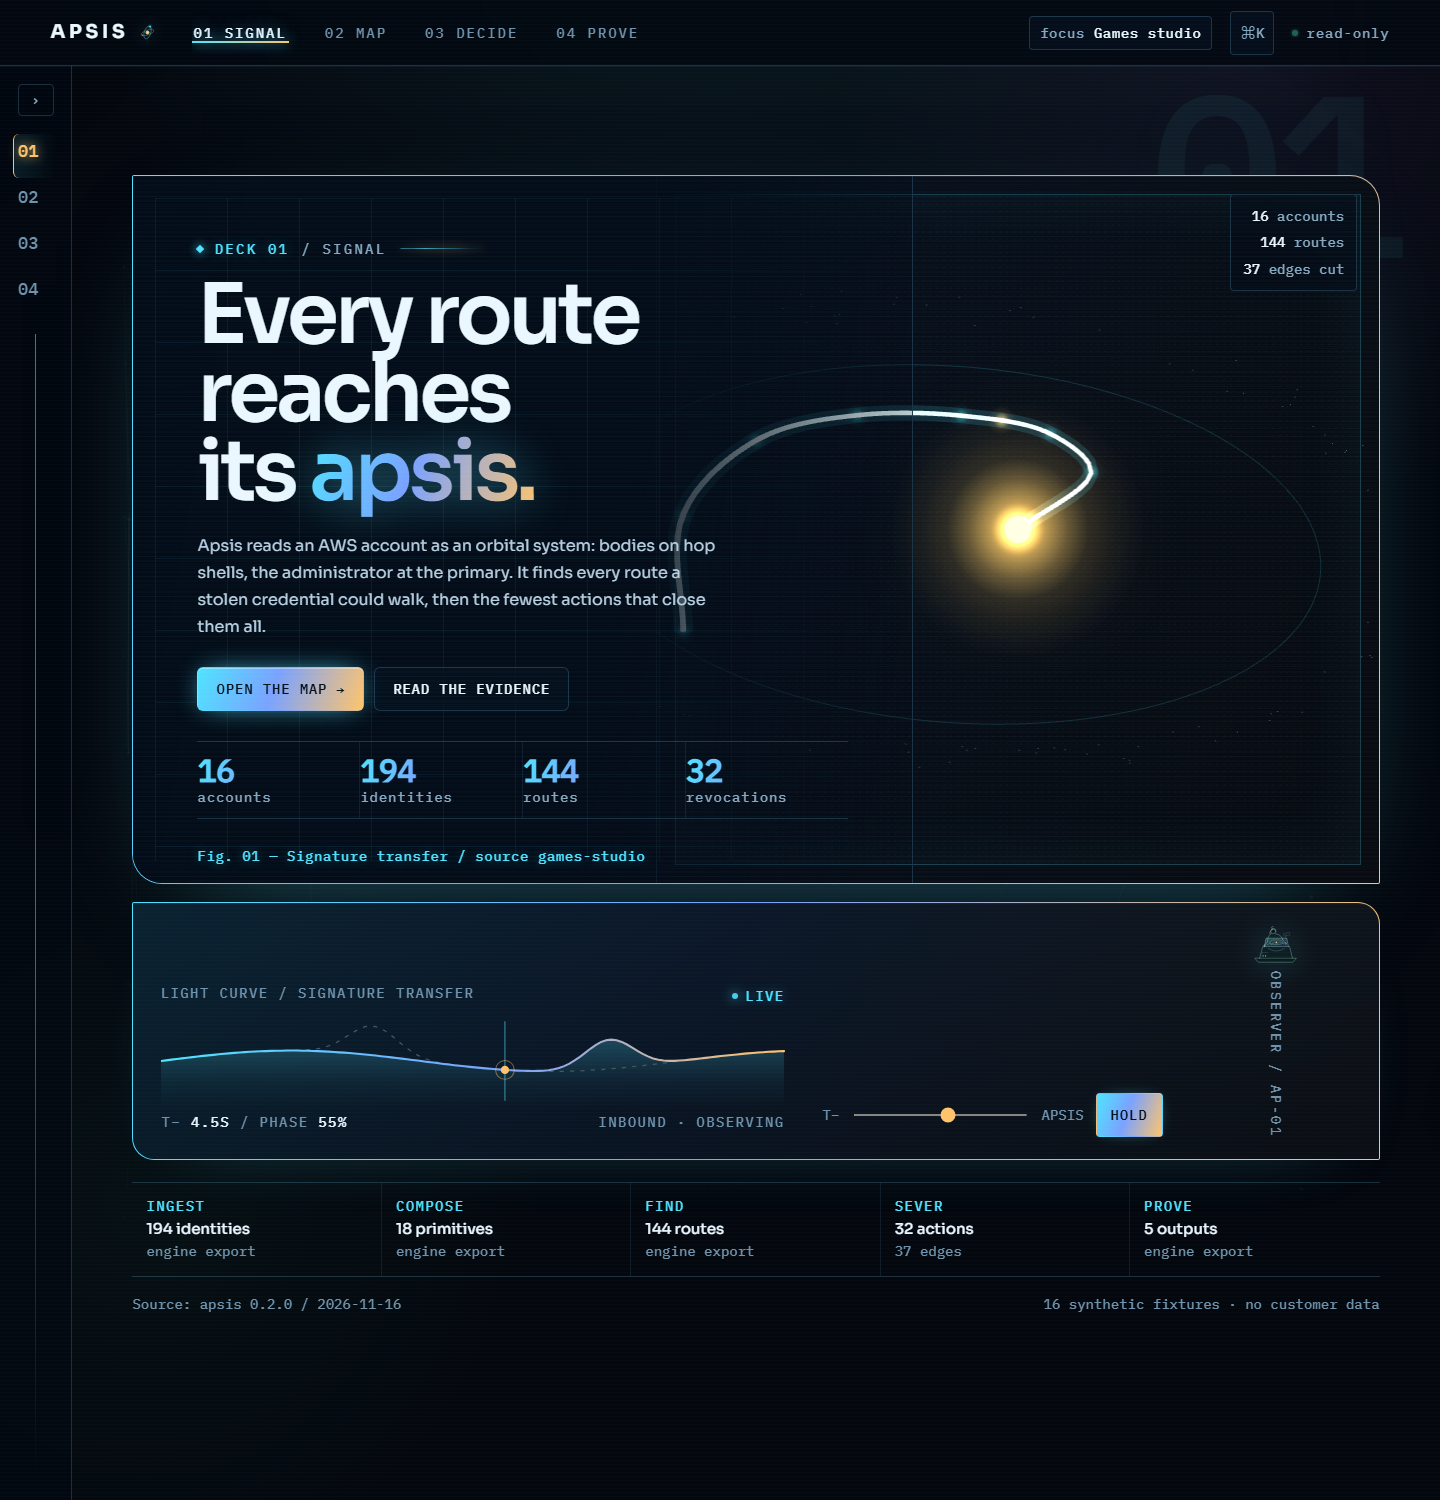 APSIS
01 SIGNAL
02 MAP
03 DECIDE
04 PROVE
focus Games studio
⌘K
read-only
›
01
02
03
04
01
16 accounts
144 routes
37 edges cut
DECK 01 / SIGNAL
Every route
reaches
its apsis.
Apsis reads an AWS account as an orbital system: bodies on hop
shells, the administrator at the primary. It finds every route a
stolen credential could walk, then the fewest actions that close
them all.
OPEN THE MAP →
READ THE EVIDENCE
16
accounts
194
identities
144
routes
32
revocations
Fig. 01 — Signature transfer / source games-studio
LIGHT CURVE / SIGNATURE TRANSFER
LIVE
T− 4.5S / PHASE 55%
INBOUND · OBSERVING
T−
APSIS
HOLD
OBSERVER / AP-01
INGEST
194 identities
engine export
COMPOSE
18 primitives
engine export
FIND
144 routes
engine export
SEVER
32 actions
37 edges
PROVE
5 outputs
engine export
Source: apsis 0.2.0 / 2026-11-16
16 synthetic fixtures · no customer data